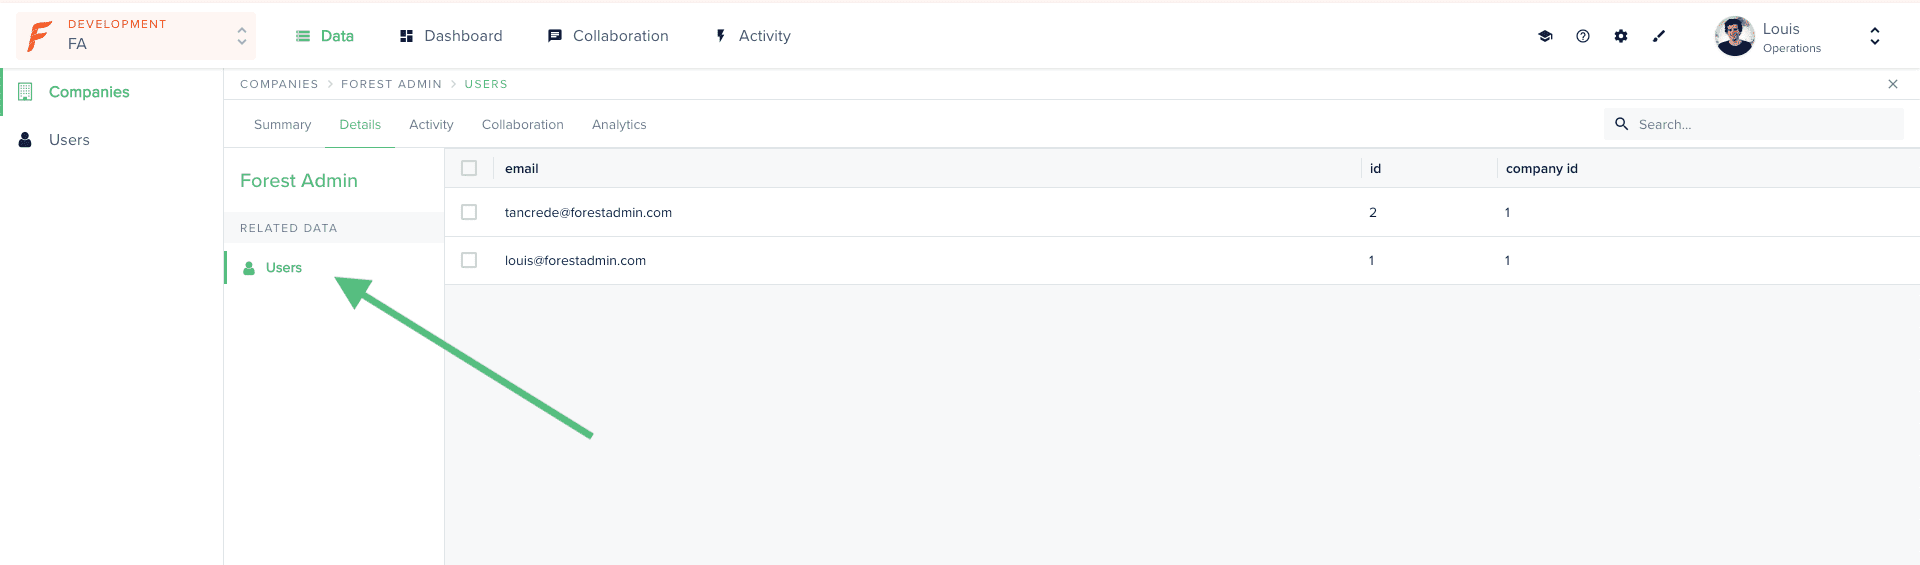 DEVELOPMENT
FA
Data
Dashboard
Collaboration
Activity
Louis
Operations
Companies
Users
COMPANIES > FOREST ADMIN > USERS
Summary
Details
Activity
Collaboration
Analytics
Search...
Forest Admin
RELATED DATA
Users
email id company id
tancrede@forestadmin.com 2 1
louis@forestadmin.com 1 1